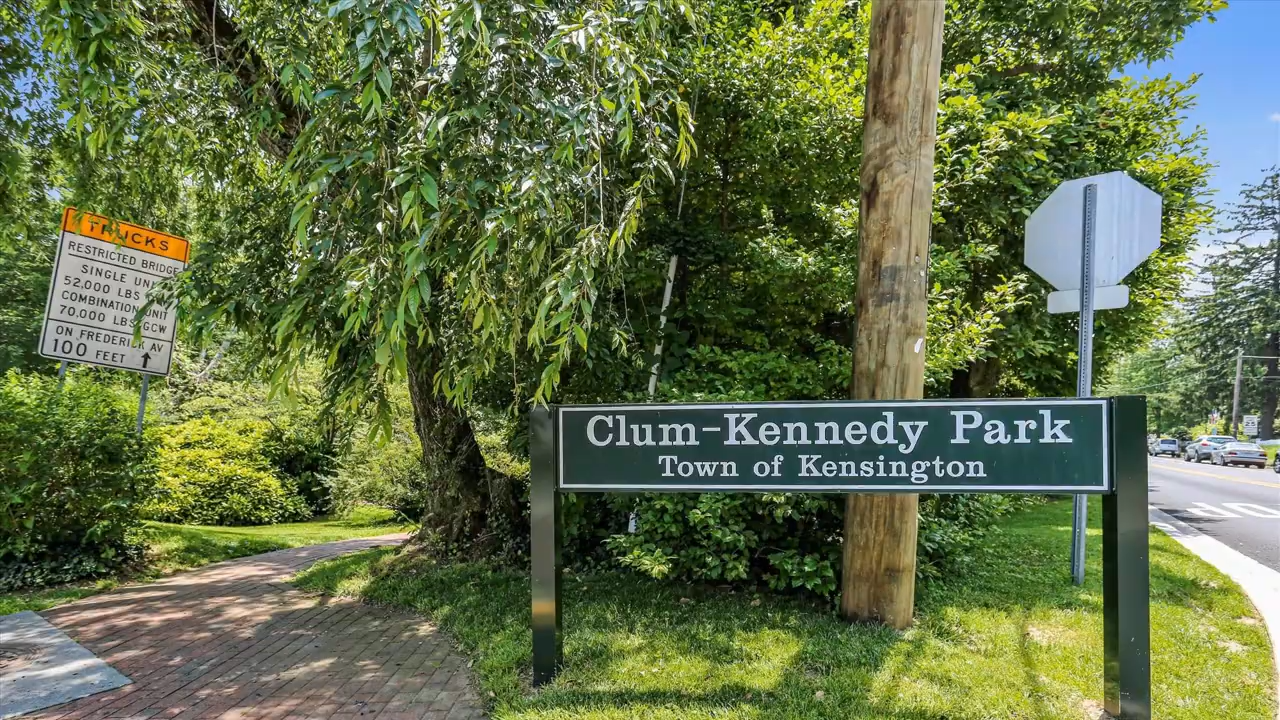 TRUCKS
RESTRICTED BRIDGE
SINGLE UNIT
52,000 LBS
COMBINATION UNIT
70,000 LBS GCW
ON FREDERICK AV
100 FEET
Clum-Kennedy Park
Town of Kensington